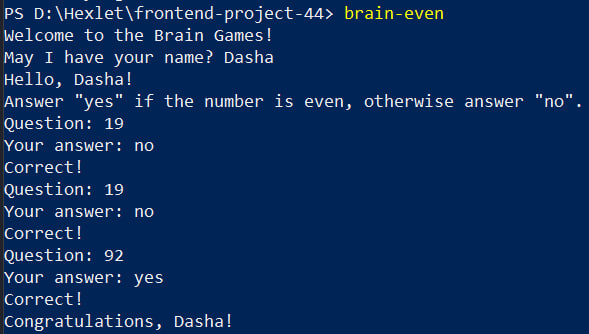 PS D:\Hexlet\frontend-project-44> brain-even
Welcome to the Brain Games!
May I have your name? Dasha
Hello, Dasha!
Answer "yes" if the number is even, otherwise answer "no".
Question: 19
Your answer: no
Correct!
Question: 19
Your answer: no
Correct!
Question: 92
Your answer: yes
Correct!
Congratulations, Dasha!